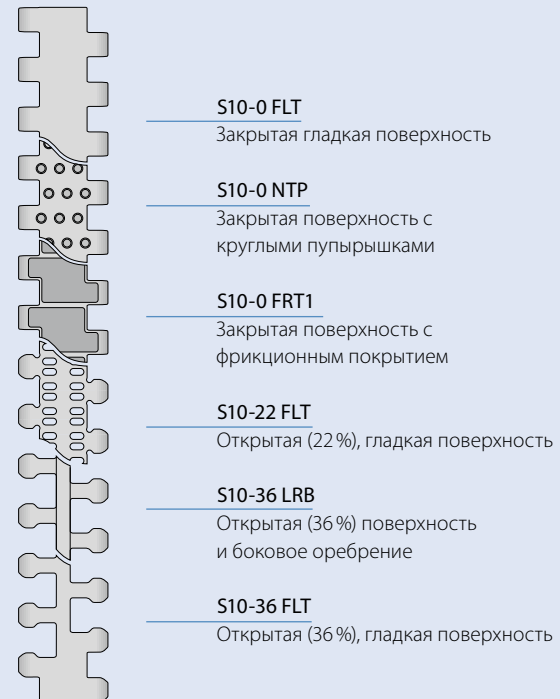 S10-0 FLT
Закрытая гладкая поверхность
S10-0 NTP
Закрытая поверхность с
круглыми пупырышками
S10-0 FRT1
Закрытая поверхность с
фрикционным покрытием
S10-22 FLT
Открытая (22 %), гладкая поверхность
S10-36 LRB
Открытая (36 %) поверхность
и боковое оребрение
S10-36 FLT
Открытая (36 %), гладкая поверхность